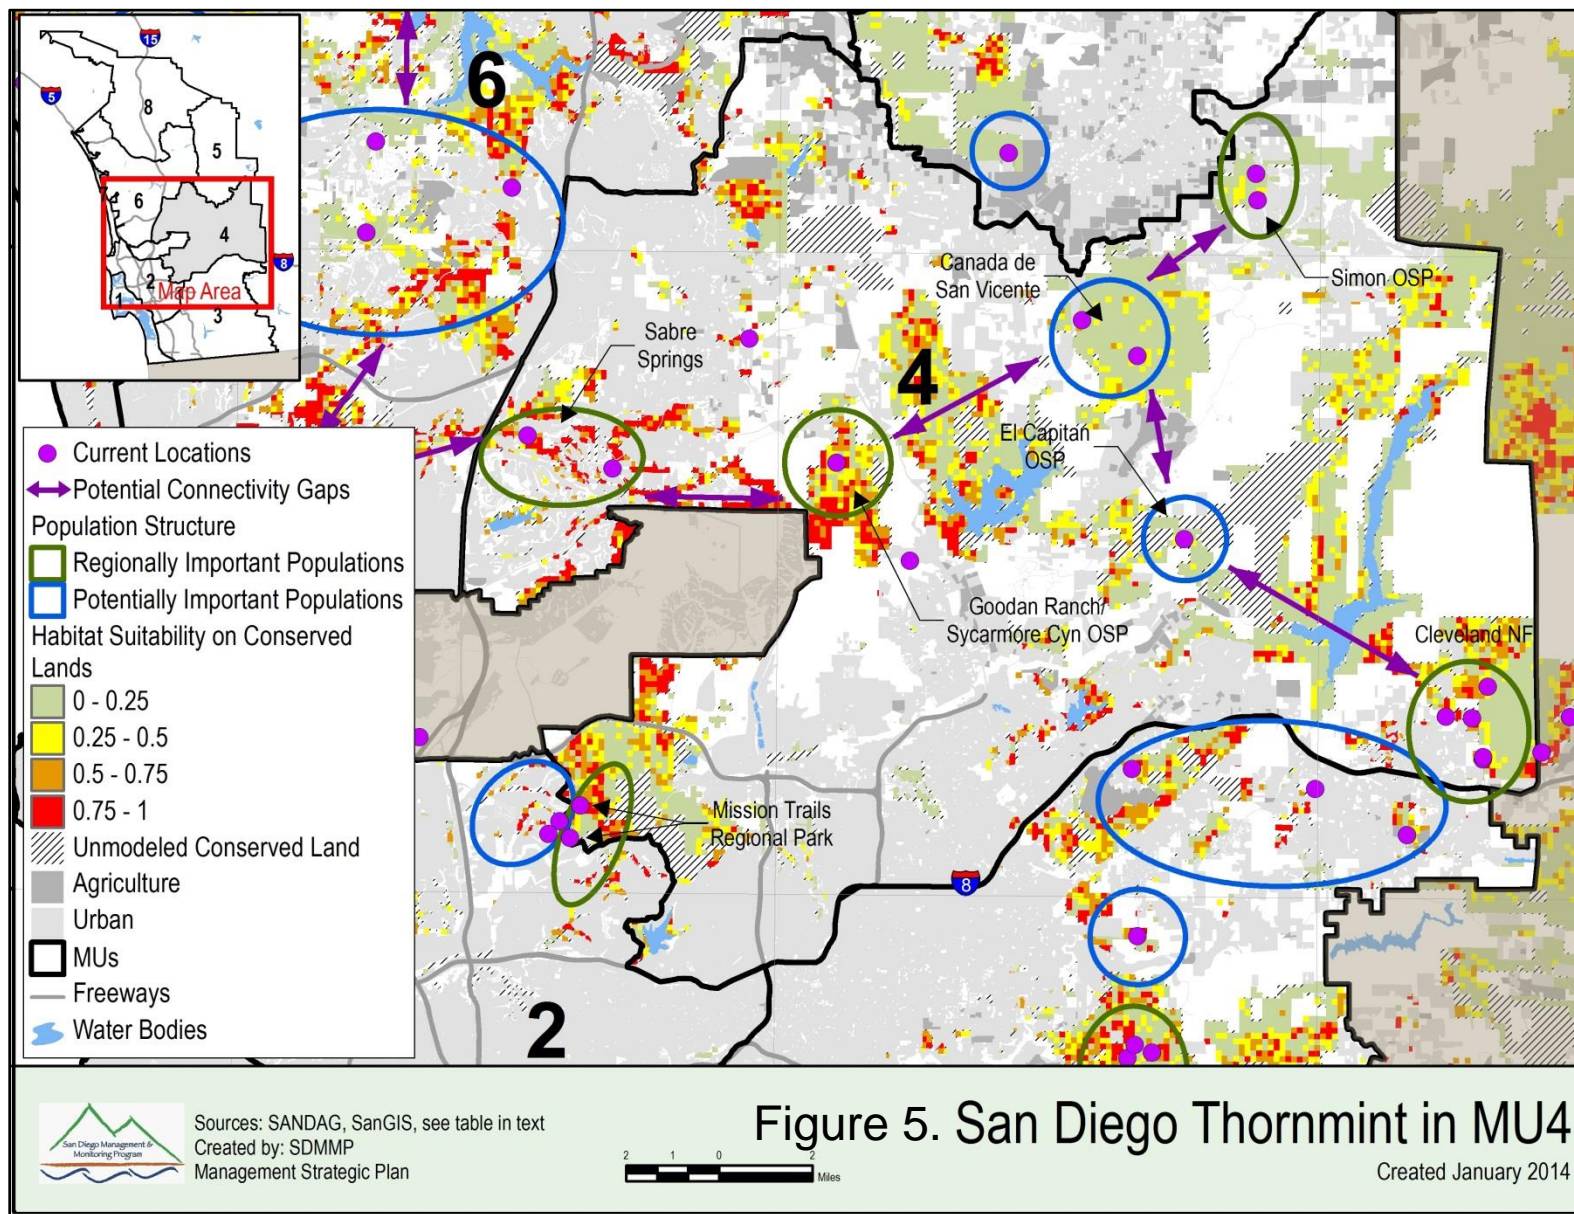 15
5
8
5
6
4
8
2
1
1
Map Area
3
6
4
2
8
Canada de
San Vicente
Simon OSP
Sabre
Springs
El Capitan
OSP
Goodan Ranch/
Sycarmore Cyn OSP
Cleveland NF
Mission Trails
Regional Park
Current Locations
Potential Connectivity Gaps
Population Structure
Regionally Important Populations
Potentially Important Populations
Habitat Suitability on Conserved
Lands
0 - 0.25
0.25 - 0.5
0.5 - 0.75
0.75 - 1
Unmodeled Conserved Land
Agriculture
Urban
MUs
Freeways
Water Bodies
San Diego Management &
Monitoring Program
Sources: SANDAG, SanGIS, see table in text
Created by: SDMMP
Management Strategic Plan
2 1 0 2
Miles
Figure 5. San Diego Thornmint in MU4
Created January 2014